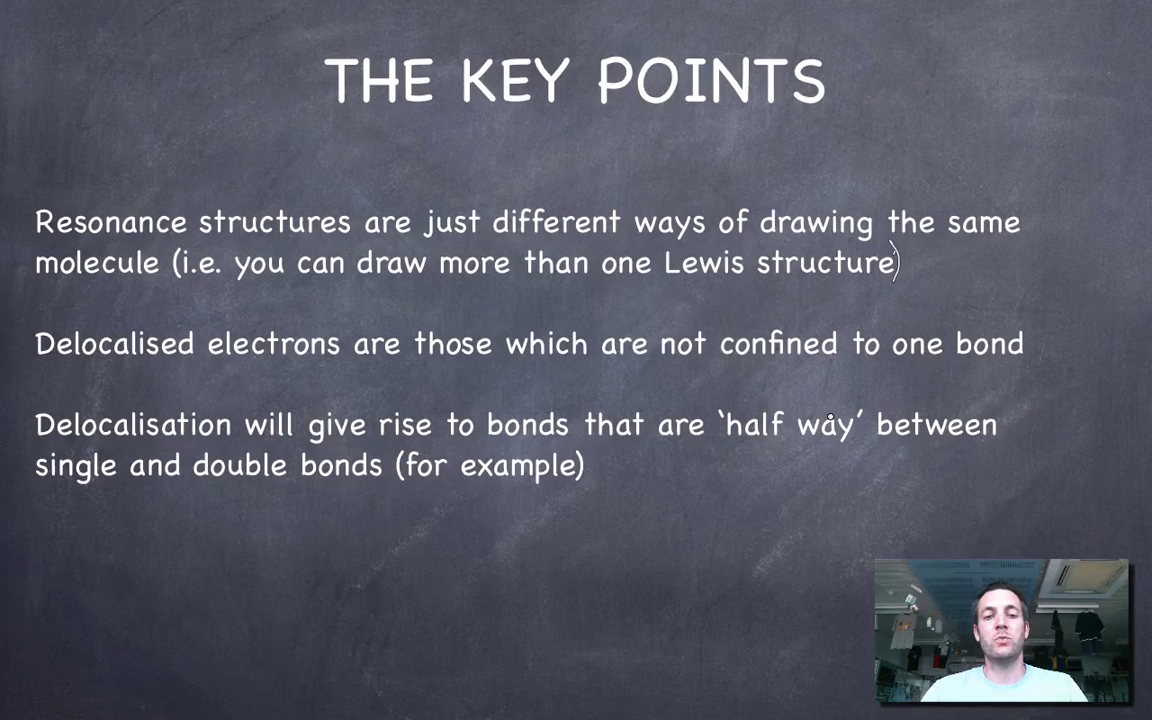 THE KEY POINTS
Resonance structures are just different ways of drawing the same
molecule (i.e. you can draw more than one Lewis structure)
Delocalised electrons are those which are not confined to one bond
Delocalisation will give rise to bonds that are ‘half way’ between
single and double bonds (for example)